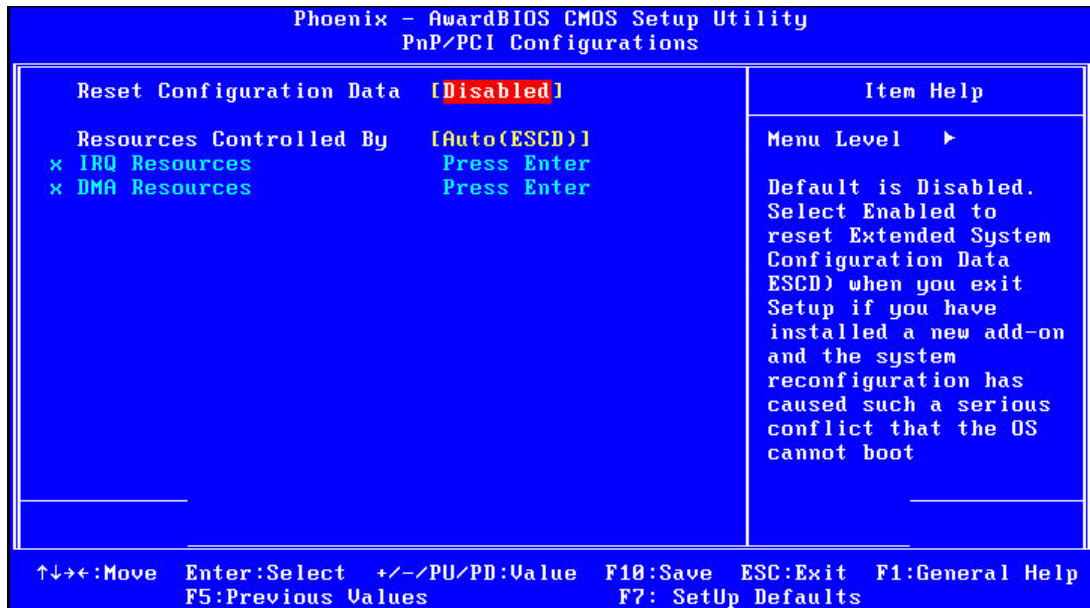 Phoenix - AwardBIOS CMOS Setup Utility
PnP/PCI Configurations
Reset Configuration Data [Disabled]
Resources Controlled By [Auto(ESCD)]
x IRQ Resources Press Enter
x DMA Resources Press Enter
Item Help
Menu Level ▶
Default is Disabled.
Select Enabled to
reset Extended System
Configuration Data
ESCD) when you exit
Setup if you have
installed a new add-on
and the system
reconfiguration has
caused such a serious
conflict that the OS
cannot boot
↑↓→←:Move Enter:Select +/-/PU/PD:Value F10:Save ESC:Exit F1:General Help
F5:Previous Values F7: SetUp Defaults